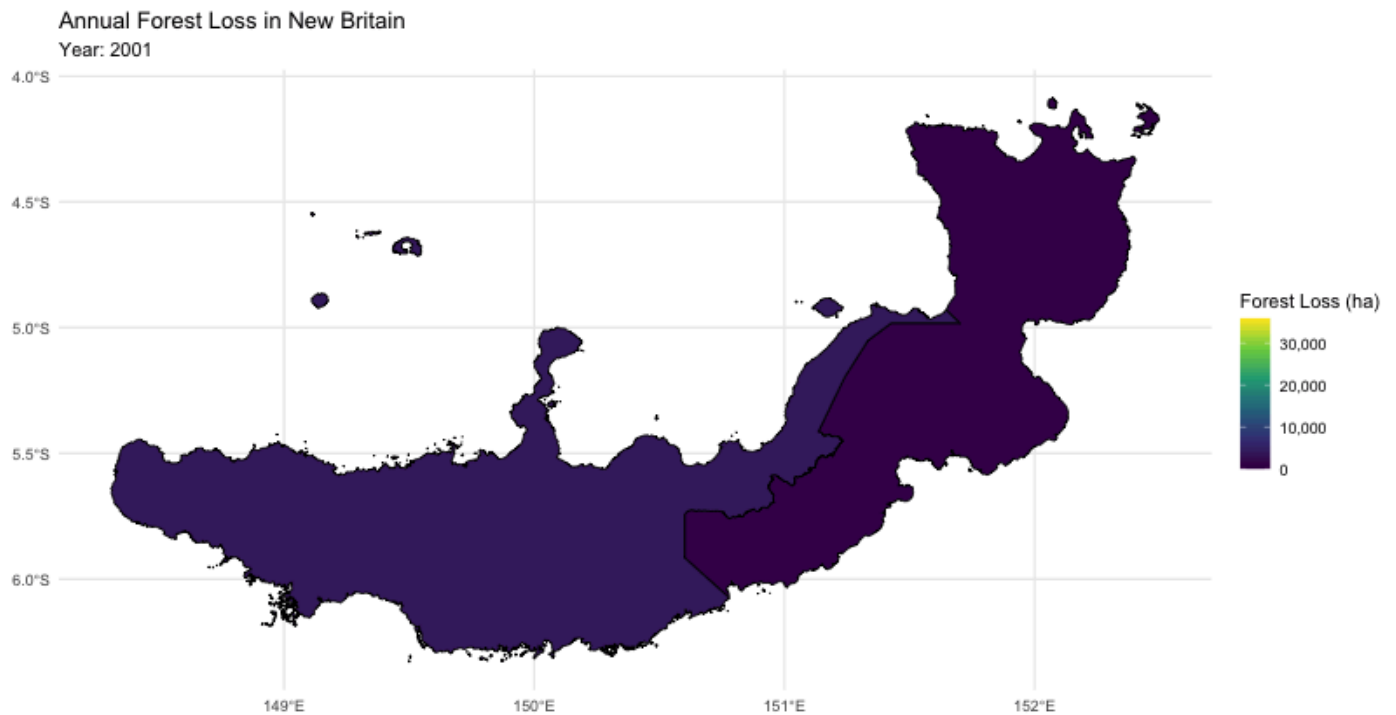 Annual Forest Loss in New Britain
Year: 2001
4.0°S
4.5°S
5.0°S
5.5°S
6.0°S
149°E
150°E
151°E
152°E
Forest Loss (ha)
30,000
20,000
10,000
0